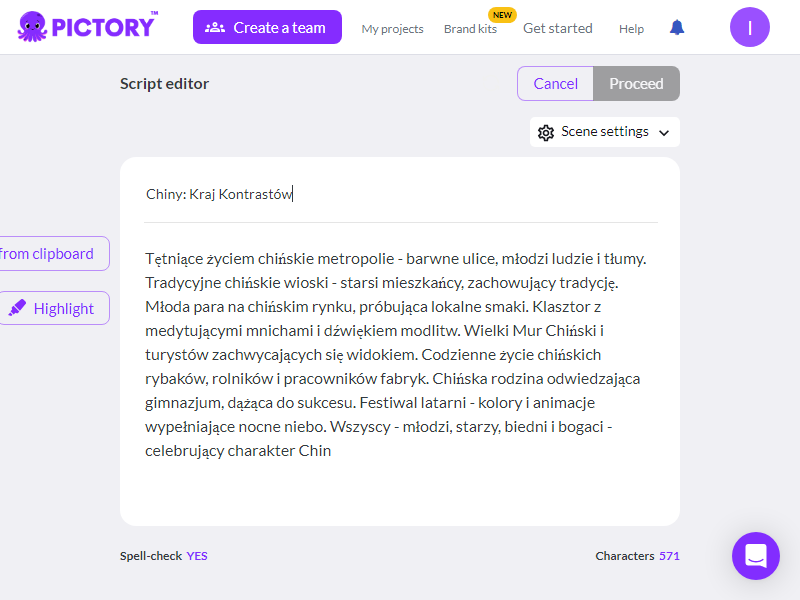 PICTORY™
Create a team
My projects
Brand kits
NEW
Get started
Help
I
Script editor
Cancel
Proceed
Scene settings
Chiny: Kraj Kontrastów
from clipboard
Highlight
Tętniące życiem chińskie metropolie - barwne ulice, młodzi ludzie i tłumy.
Tradycyjne chińskie wioski - starsi mieszkańcy, zachowujący tradycję.
Młoda para na chińskim rynku, próbująca lokalne smaki. Klasztor z
medytującymi mnichami i dźwiękiem modlitw. Wielki Mur Chiński i
turystów zachwycających się widokiem. Codzienne życie chińskich
rybaków, rolników i pracowników fabryk. Chińska rodzina odwiedzająca
gimnazjum, dążąca do sukcesu. Festiwal latarni - kolory i animacje
wypełniające nocne niebo. Wszyscy - młodzi, starzy, biedni i bogaci -
celebrujący charakter Chin
Spell-check YES
Characters 571